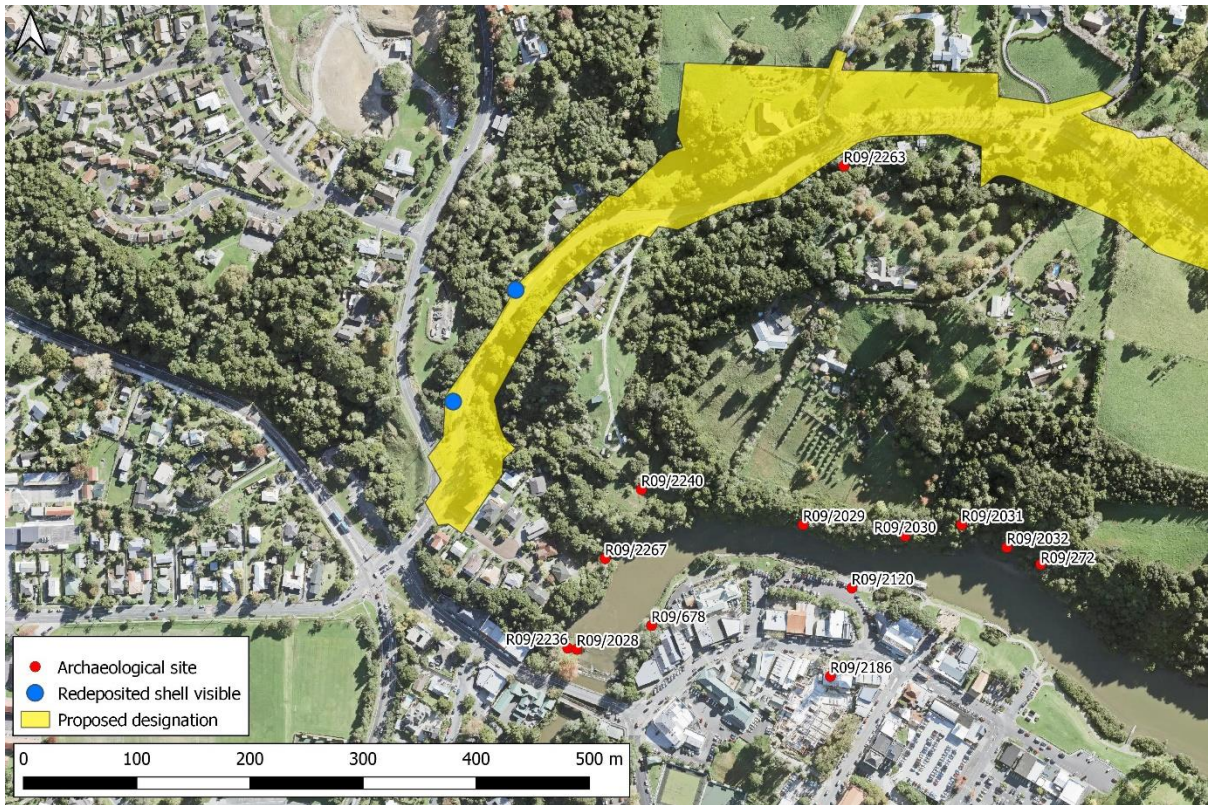 R09/2263
R09/2240
R09/2029
R09/2030
R09/2031
R09/2032
R09/272
R09/2267
R09/2120
R09/678
R09/2236
R09/2028
R09/2186
Archaeological site
Redeposited shell visible
Proposed designation
0 100 200 300 400 500 m